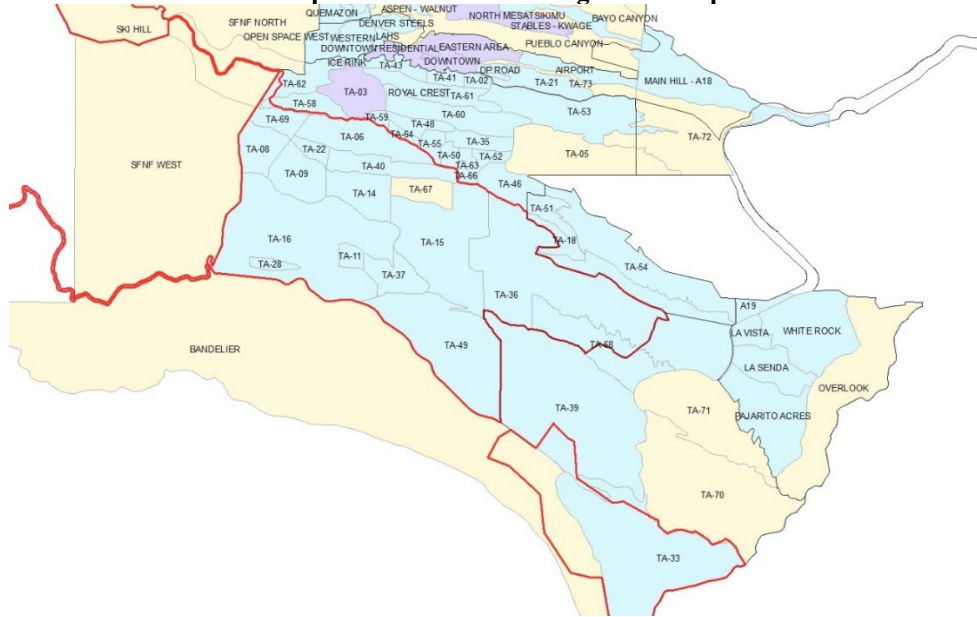 SKI HILL
SFNF NORTH
QUEMAZON
ASPEN - WALNUT
DENVER STEELS
NORTH MESA
TSIKIMU
STABLES - KWAGE
BAYO CANYON
OPEN SPACE WEST
WESTERN
LAHS
DOWNTOWN
RESIDENTIAL
EASTERN AREA
PUEBLO CANYON
ICE RINK
TA-43
DOWNTOWN
DP ROAD
AIRPORT
TA-62
TA-03
TA-41
TA-02
TA-21
TA-73
MAIN HILL - A18
ROYAL CREST
TA-61
TA-58
TA-69
TA-59
TA-60
TA-53
TA-48
TA-64
TA-06
TA-55
TA-35
TA-72
TA-08
TA-22
TA-50
TA-52
TA-05
SFNF WEST
TA-40
TA-63
TA-66
TA-09
TA-46
TA-14
TA-67
TA-51
TA-16
TA-15
TA-18
TA-28
TA-11
TA-37
TA-54
TA-36
A19
LA VISTA
WHITE ROCK
BANDELIER
TA-49
TA-68
LA SENDA
OVERLOOK
TA-39
TA-71
PAJARITO ACRES
TA-70
TA-33